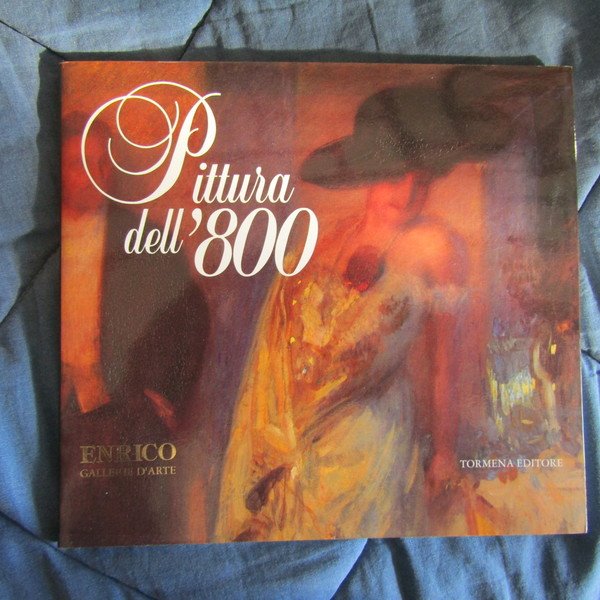 Pittura
dell'800
ENRICO
GALLERIE D'ARTE
TORMENA EDITORE